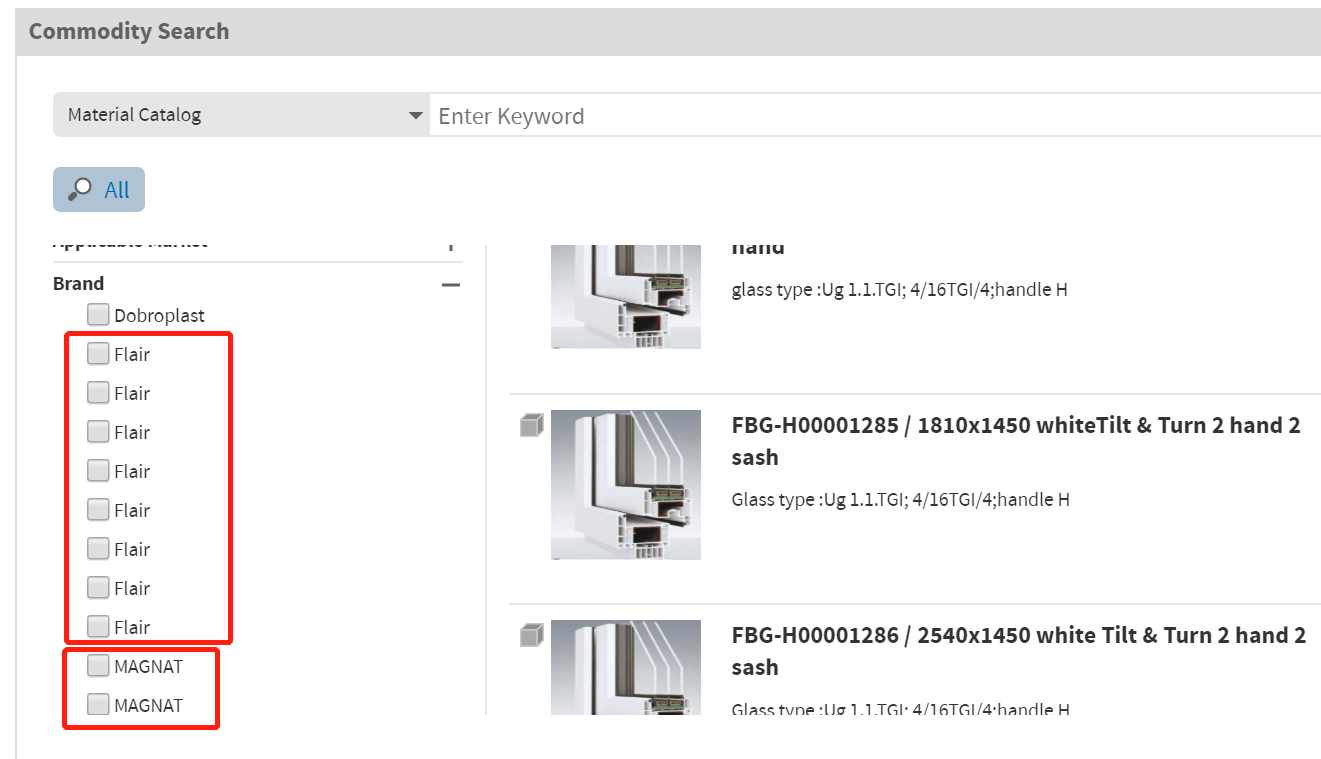 Commodity Search
Material Catalog
Enter Keyword
All
Applicable Market
Brand
Dobroplast
Flair
Flair
Flair
Flair
Flair
Flair
Flair
Flair
MAGNAT
MAGNAT
hand
glass type :Ug 1.1.TGI; 4/16TGI/4;handle H
FBG-H00001285 / 1810x1450 whiteTilt & Turn 2 hand 2
sash
Glass type :Ug 1.1.TGI; 4/16TGI/4;handle H
FBG-H00001286 / 2540x1450 white Tilt & Turn 2 hand 2
sash
Glass type :Ug 1.1.TGI; 4/16TGI/4;handle H